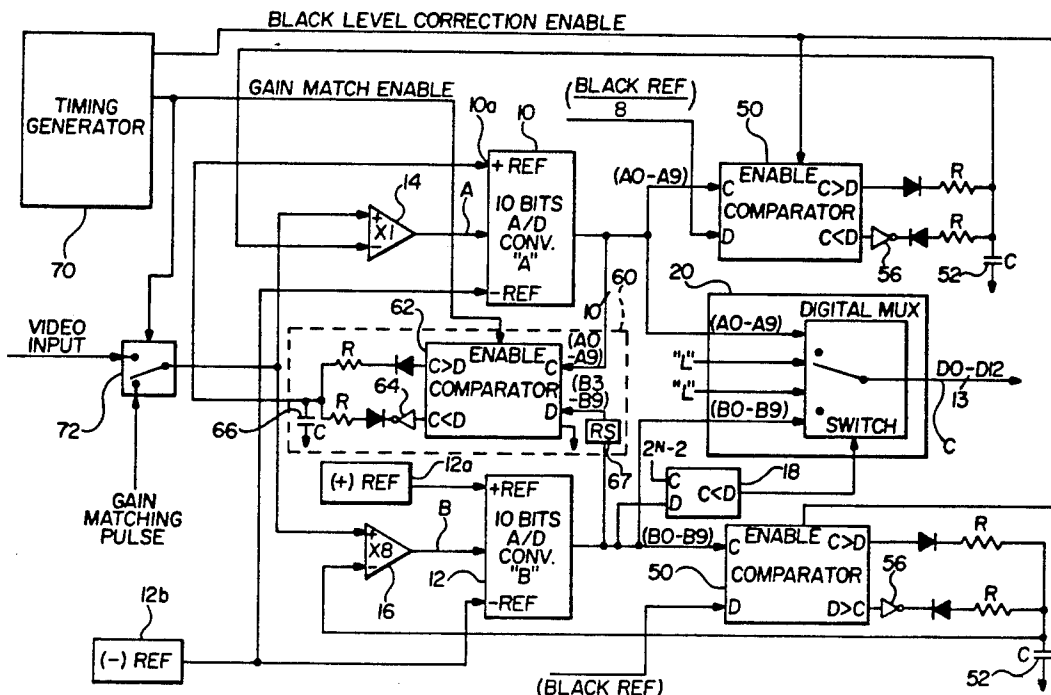 BLACK LEVEL CORRECTION ENABLE
TIMING
GENERATOR
70
GAIN MATCH ENABLE
(BLACK REF)
8
10a
10
+ REF
10 BITS
A/D
CONV.
"A"
-REF
14
+
X1
-
A
(A0-A9)
50
ENABLE
C
C>D
COMPARATOR
D
C<D
R
R
56
52
C
VIDEO
INPUT
72
GAIN
MATCHING
PULSE
62
10
60
(A0
-A9)
ENABLE
C>D
C
COMPARATOR
C<D
D
(B3
-B9)
R
R
64
66
C
RS
67
20
DIGITAL MUX
(A0-A9)
"L"
"L"
(B0-B9)
SWITCH
D0-D12
13
C
(+) REF
12a
2N-2
C
D
C<D
18
+REF
10 BITS
A/D
CONV.
"B"
-REF
12
+
X8
-
16
B
(B0-B9)
50
ENABLE
C
C>D
COMPARATOR
D
D>C
R
R
56
C
52
12b
(-) REF
(BLACK REF)